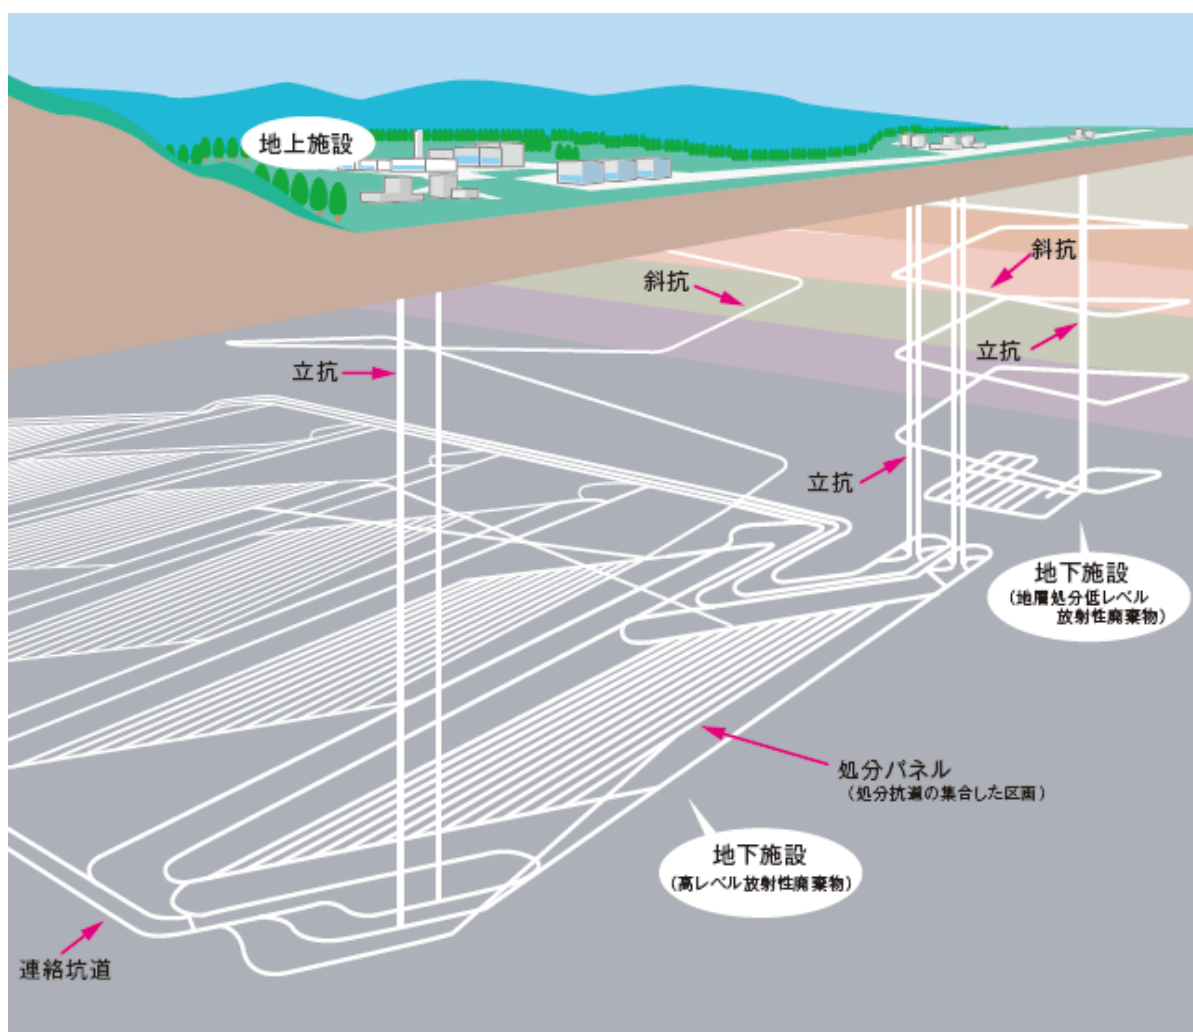 地上施設
斜抗
斜抗
立抗
立抗
立抗
地下施設
(地層処分低レベル
放射性廃棄物)
処分パネル
(処分抗道の集合した区画)
地下施設
(高レベル放射性廃棄物)
連絡坑道